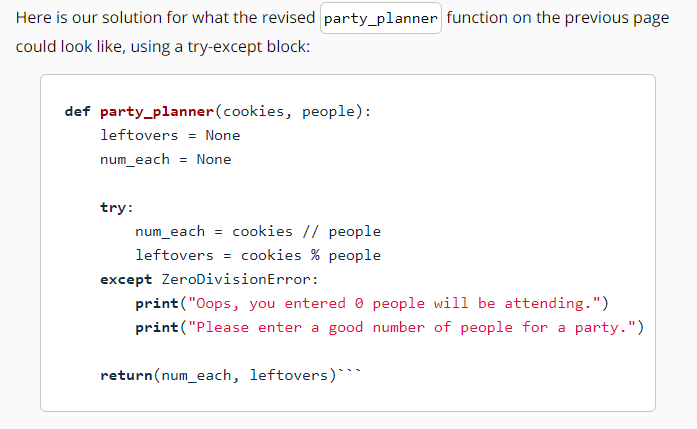 Here is our solution for what the revised party_planner function on the previous page
could look like, using a try-except block:
def party_planner(cookies, people):
    leftovers = None
    num_each = None
    try:
        num_each = cookies // people
        leftovers = cookies % people
    except ZeroDivisionError:
        print("Oops, you entered 0 people will be attending.")
        print("Please enter a good number of people for a party.")
    return(num_each, leftovers)```